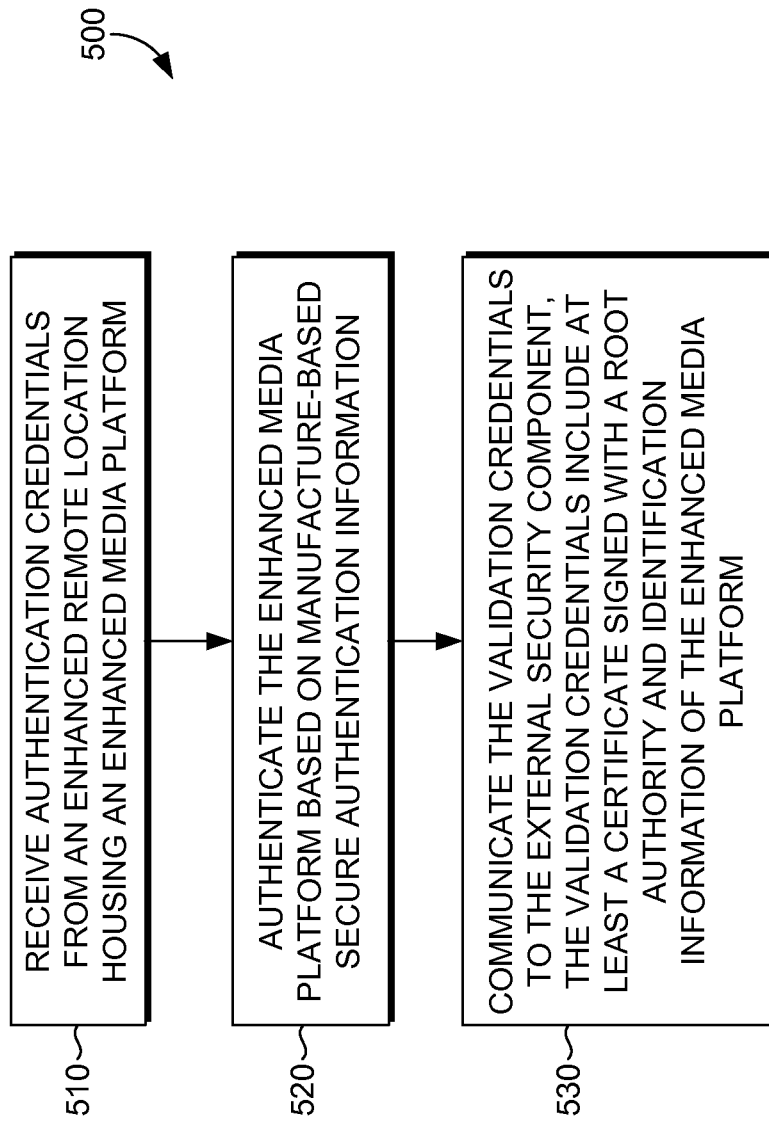 500
510
RECEIVE AUTHENTICATION CREDENTIALS
FROM AN ENHANCED REMOTE LOCATION
HOUSING AN ENHANCED MEDIA PLATFORM
520
AUTHENTICATE THE ENHANCED MEDIA
PLATFORM BASED ON MANUFACTURE-BASED
SECURE AUTHENTICATION INFORMATION
530
COMMUNICATE THE VALIDATION CREDENTIALS
TO THE EXTERNAL SECURITY COMPONENT,
THE VALIDATION CREDENTIALS INCLUDE AT
LEAST A CERTIFICATE SIGNED WITH A ROOT
AUTHORITY AND IDENTIFICATION
INFORMATION OF THE ENHANCED MEDIA
PLATFORM